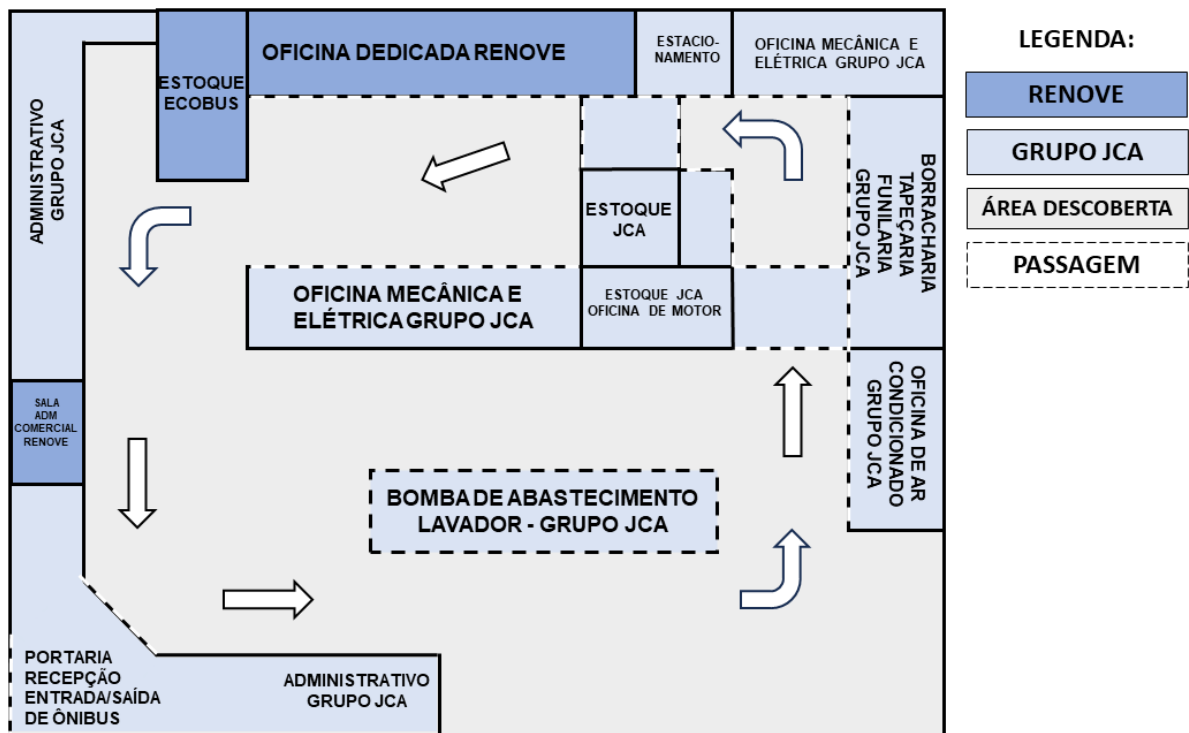 OFICINA DEDICADA RENOVE
ESTACIO-
NAMENTO
OFICINA MECÂNICA E
ELÉTRICA GRUPO JCA
LEGENDA:
RENOVE
GRUPO JCA
ÁREA DESCOBERTA
PASSAGEM
ESTOQUE
ECOBUS
ADMINISTRATIVO
GRUPO JCA
BORRACHARIA
TAPEÇARIA
FUNILARIA
GRUPO JCA
ESTOQUE
JCA
OFICINA MECÂNICA E
ELÉTRICA GRUPO JCA
ESTOQUE JCA
OFICINA DE MOTOR
OFICINA DE AR
CONDICIONADO
GRUPO JCA
SALA
ADM
COMERCIAL
RENOVE
BOMBA DE ABASTECIMENTO
LAVADOR - GRUPO JCA
PORTARIA
RECEPÇÃO
ENTRADA/SAÍDA
DE ÔNIBUS
ADMINISTRATIVO
GRUPO JCA